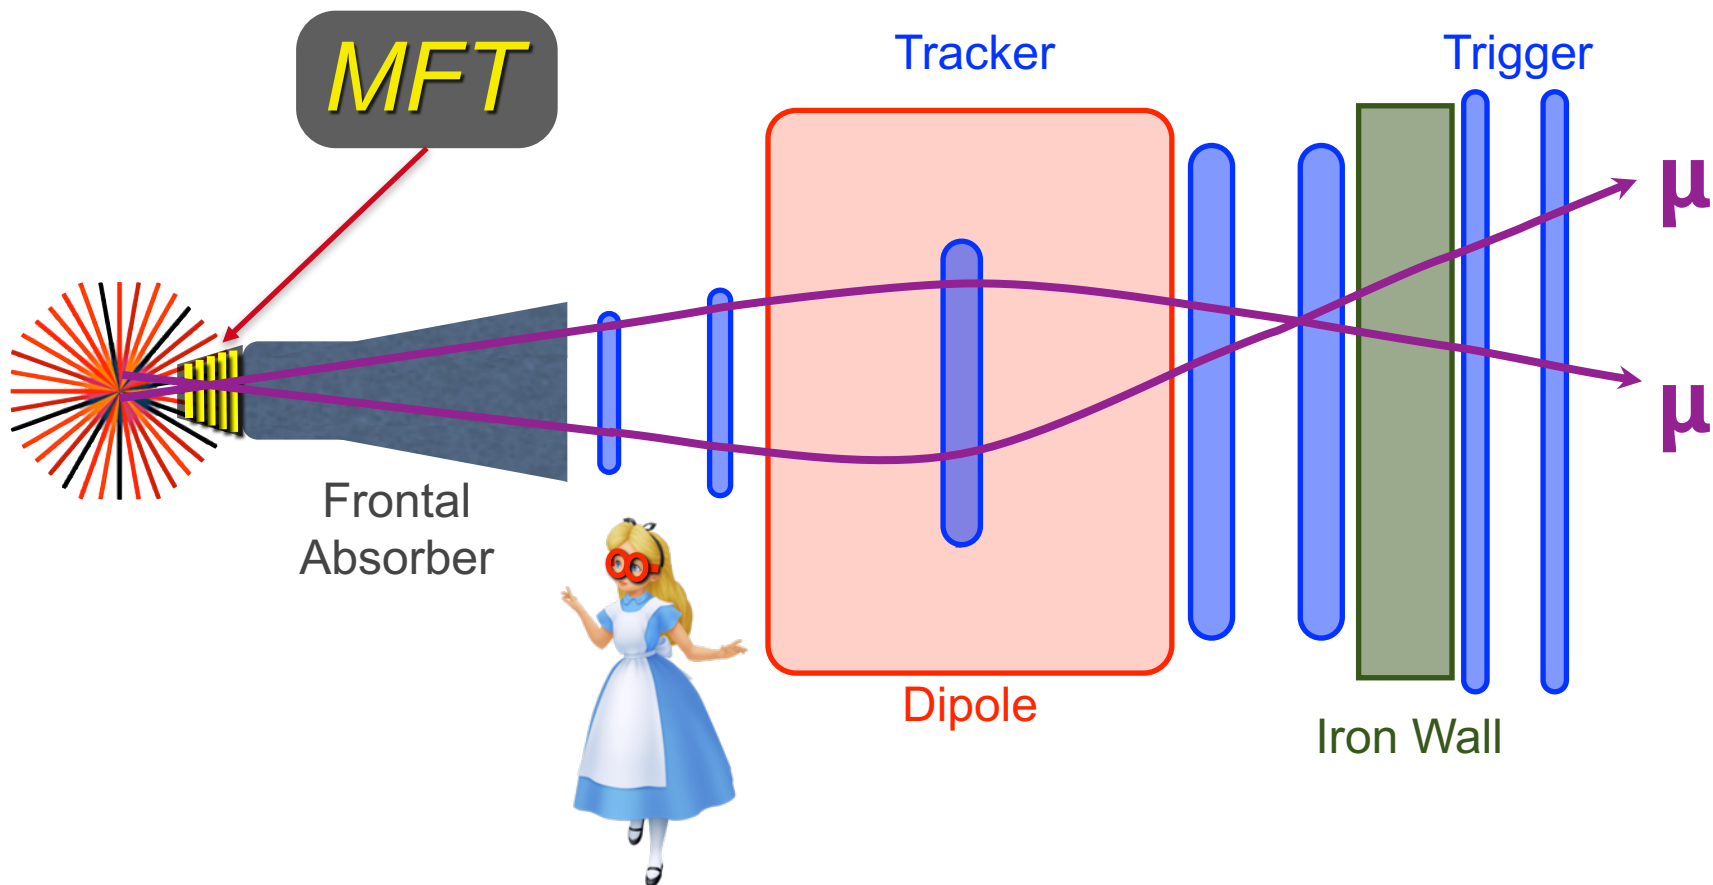 MFT
Tracker
Trigger
μ
μ
Frontal
Absorber
Dipole
Iron Wall